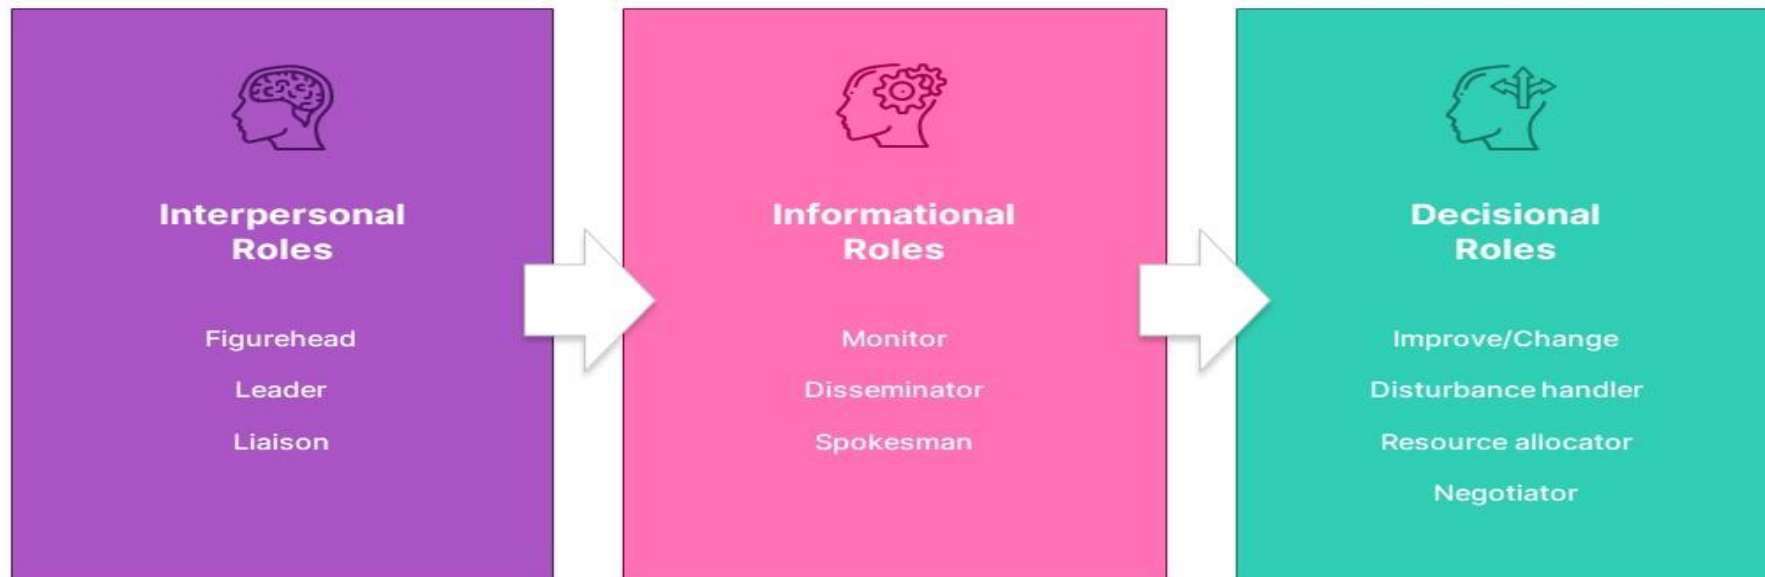 Interpersonal
Roles
Figurehead
Leader
Liaison
Informational
Roles
Monitor
Disseminator
Spokesman
Decisional
Roles
Improve/Change
Disturbance handler
Resource allocator
Negotiator